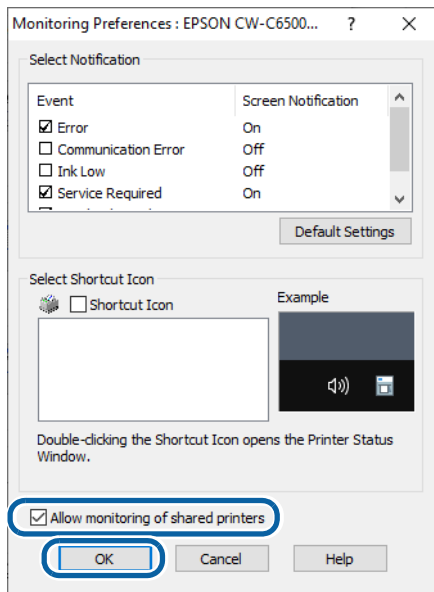 Monitoring Preferences : EPSON CW-C6500... ?
Select Notification
Event Screen Notification
Error On
Communication Error Off
Ink Low Off
Service Required On
Default Settings
Select Shortcut Icon
Shortcut Icon
Example
Double-clicking the Shortcut Icon opens the Printer Status
Window.
Allow monitoring of shared printers
OK Cancel Help